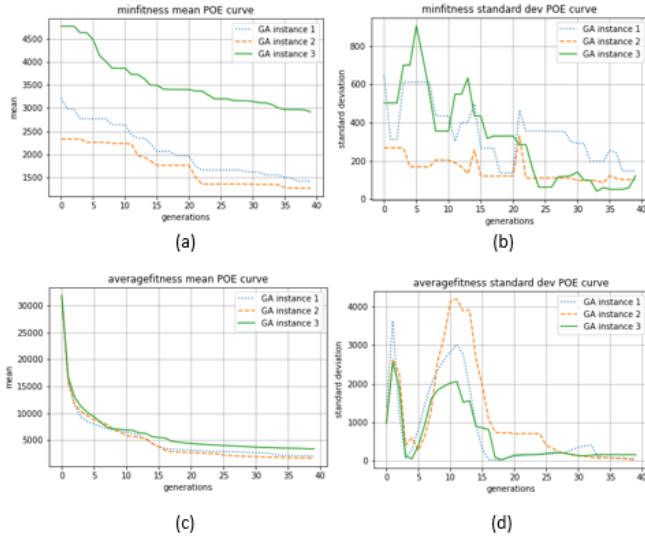 minfitness mean POE curve
GA instance 1
GA instance 2
GA instance 3
mean
4500
4000
3500
3000
2500
2000
1500
0 5 10 15 20 25 30 35 40
generations
(a)
minfitness standard dev POE curve
GA instance 1
GA instance 2
GA instance 3
standard deviation
800
600
400
200
0
0 5 10 15 20 25 30 35 40
generations
(b)
averagefitness mean POE curve
GA instance 1
GA instance 2
GA instance 3
mean
30000
25000
20000
15000
10000
5000
0 5 10 15 20 25 30 35 40
generations
(c)
averagefitness standard dev POE curve
GA instance 1
GA instance 2
GA instance 3
standard deviation
4000
3000
2000
1000
0
0 5 10 15 20 25 30 35 40
generations
(d)